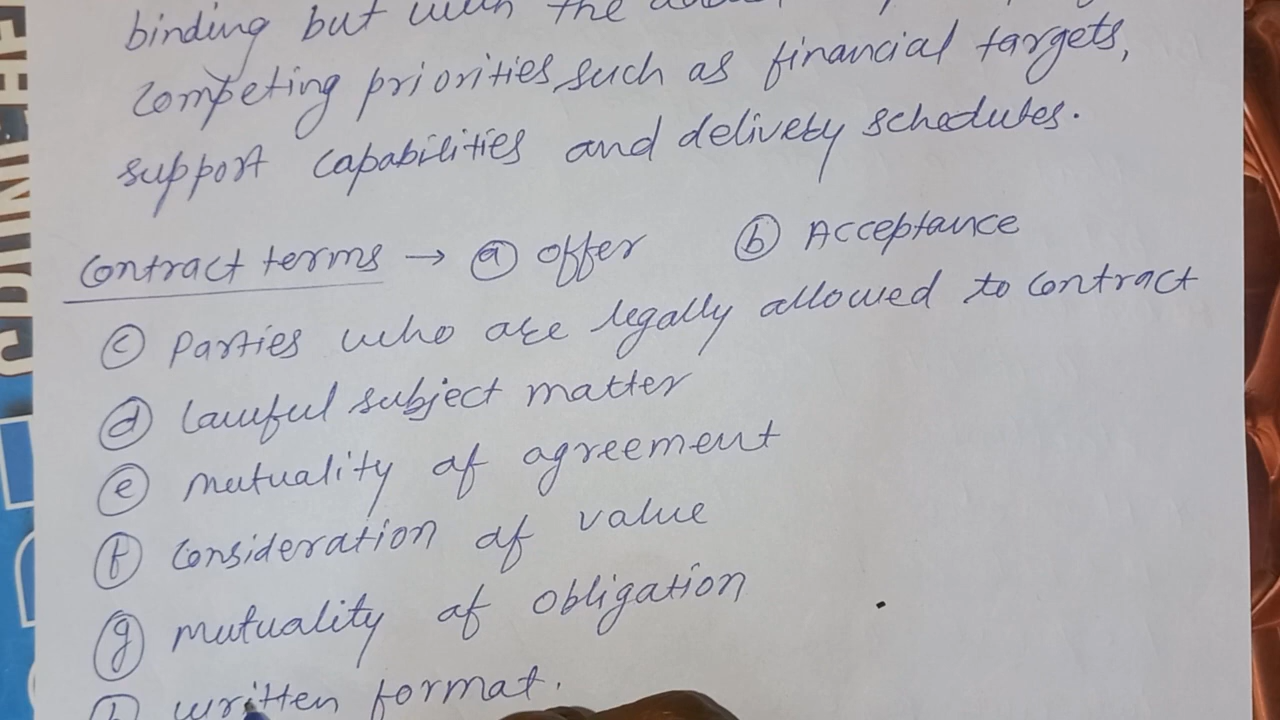 binding but with the
competing priorities, such as financial targets,
support capabilities and delivery schedules.
Contract terms → ⓐ offer ⓑ Acceptance
ⓒ Parties who are legally allowed to contract
ⓓ lawful subject matter
ⓔ mutuality of agreement
ⓕ consideration of value
ⓖ mutuality of obligation
ⓗ written format.